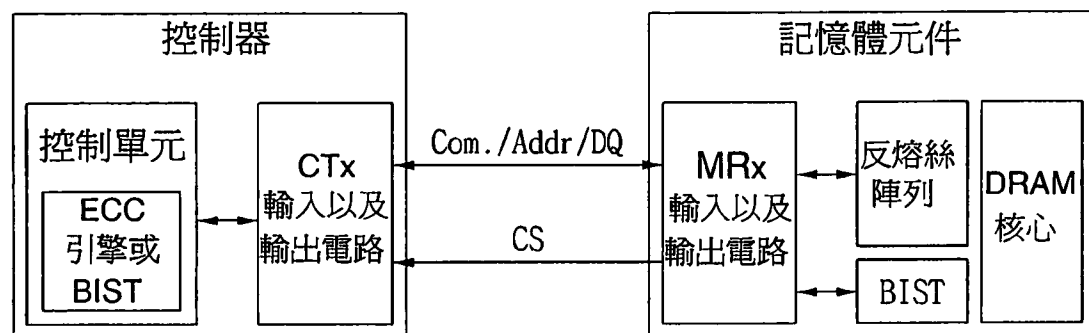 控制器
控制單元
ECC
引擎或
BIST
CTx
輸入以及
輸出電路
Com./Addr/DQ
CS
記憶體元件
MRx
輸入以及
輸出電路
反熔絲
陣列
BIST
DRAM
核心